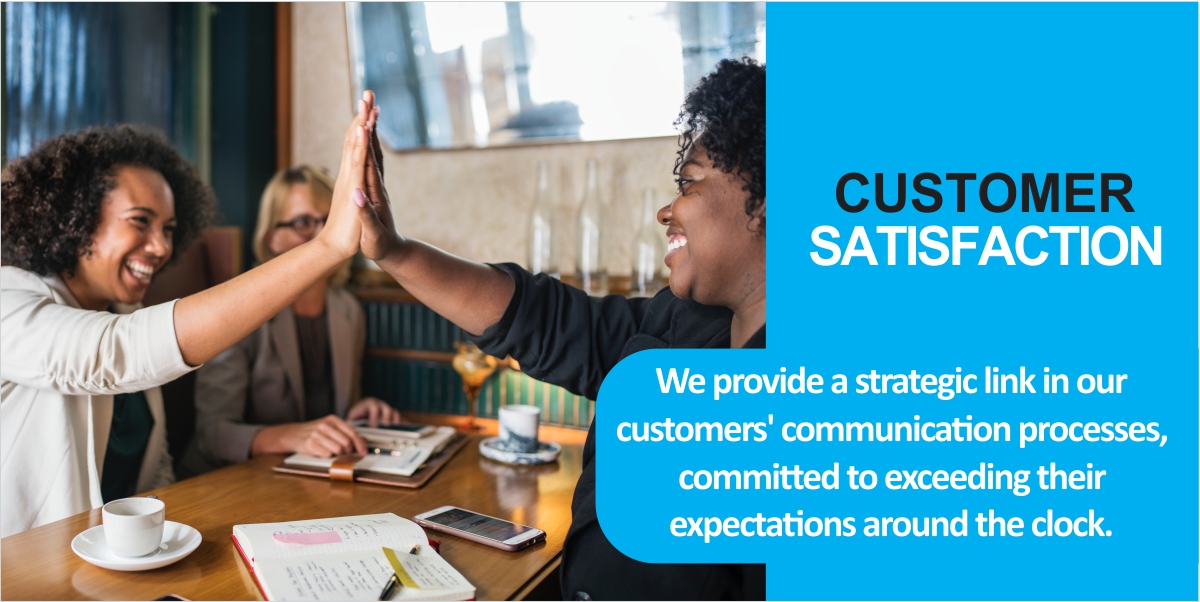 CUSTOMER
SATISFACTION
We provide a strategic link in our
customers' communication processes,
committed to exceeding their
expectations around the clock.